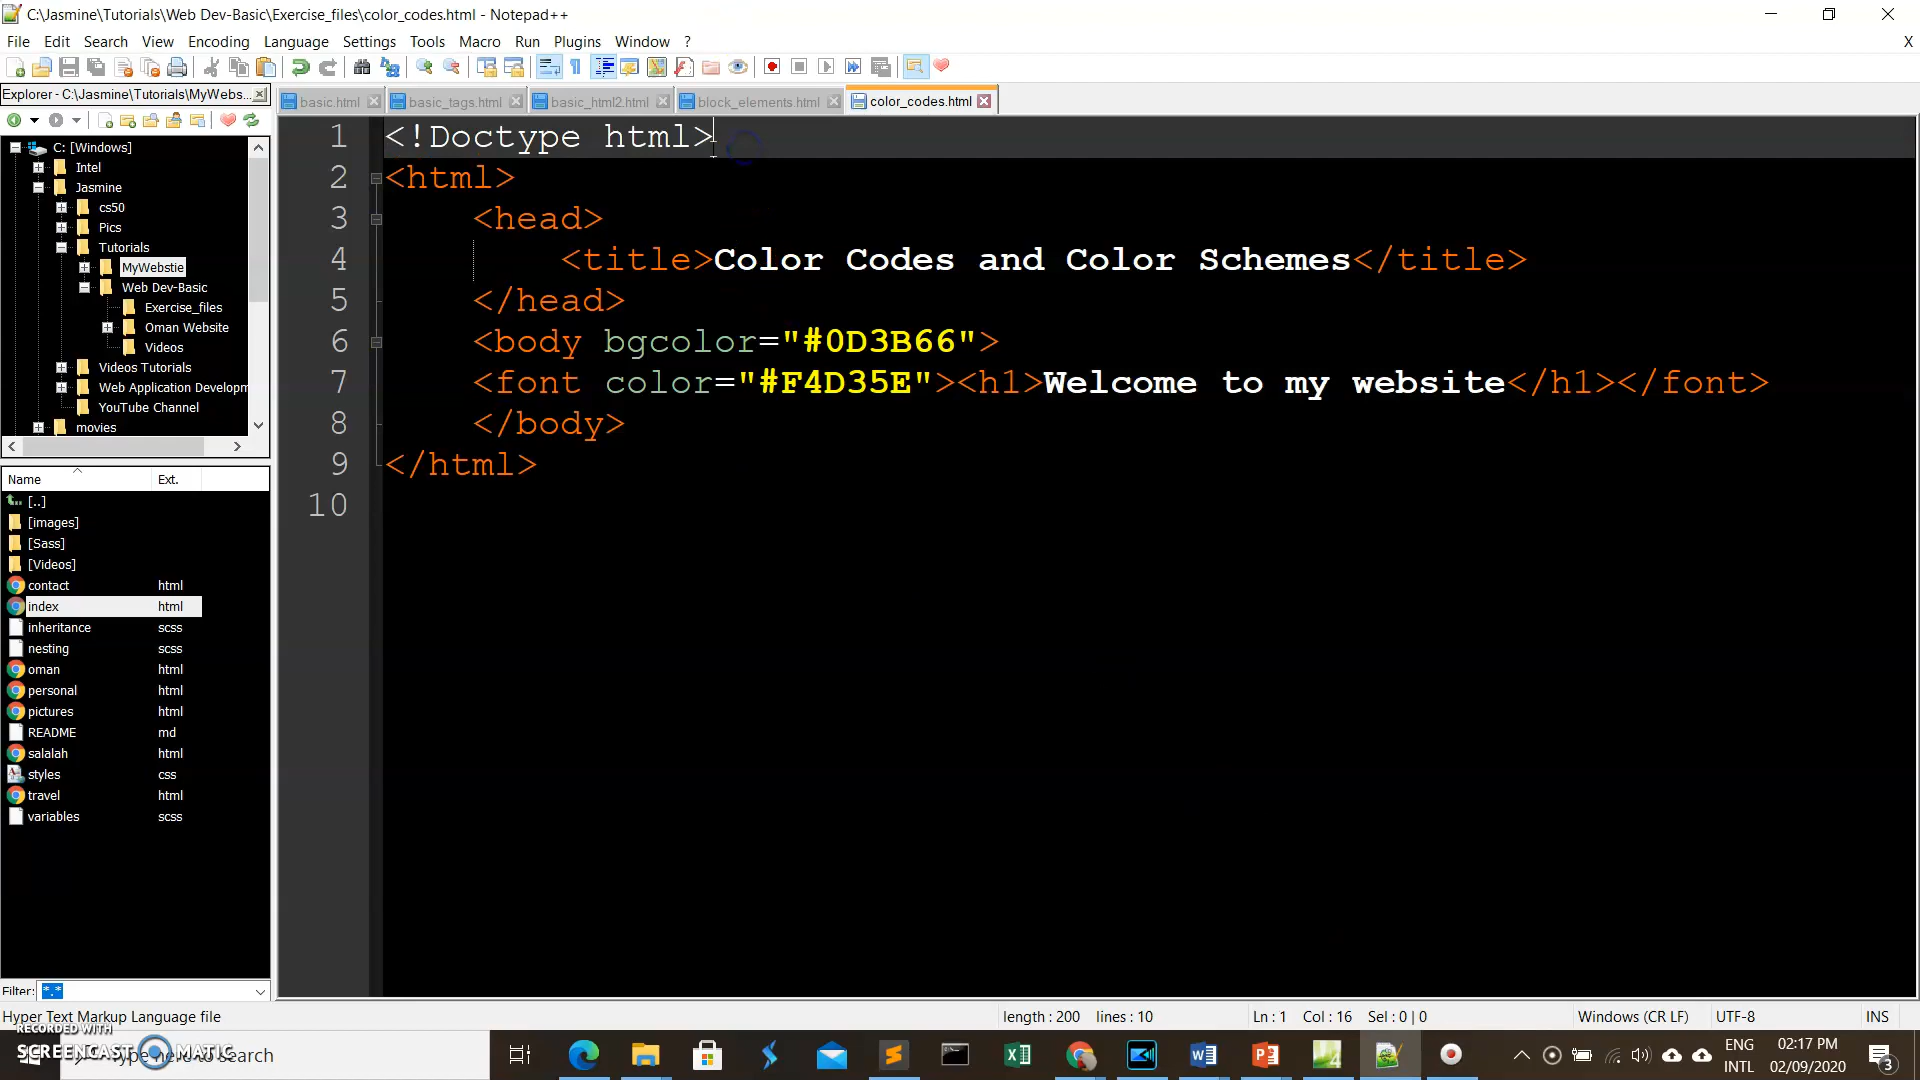 C:\Jasmine\Tutorials\Web Dev-Basic\Exercise_files\color_codes.html - Notepad++
File Edit Search View Encoding Language Settings Tools Macro Run Plugins Window ? X
Explorer - C:\Jasmine\Tutorials\MyWebs...
basic.html basic_tags.html basic_html2.html block_elements.html color_codes.html
C: [Windows]
Intel
Jasmine
cs50
Pics
Tutorials
MyWebstie
Web Dev-Basic
Exercise_files
Oman Website
Videos
Videos Tutorials
Web Application Developm
YouTube Channel
movies
Name Ext.
[..]
[images]
[Sass]
[Videos]
contact html
index html
inheritance scss
nesting scss
oman html
personal html
pictures html
README md
salalah html
styles css
travel html
variables scss
Filter: *.*
1 <!Doctype html>
2 <html>
3 <head>
4 <title>Color Codes and Color Schemes</title>
5 </head>
6 <body bgcolor="#0D3B66">
7 <font color="#F4D35E"><h1>Welcome to my website</h1></font>
8 </body>
9 </html>
10
Hyper Text Markup Language file length : 200 lines : 10 Ln : 1 Col : 16 Sel : 0 | 0 Windows (CR LF) UTF-8 INS
RECORDED WITH
SCREENCAST MATIC
Type here to search
ENG
INTL
02:17 PM
02/09/2020
3